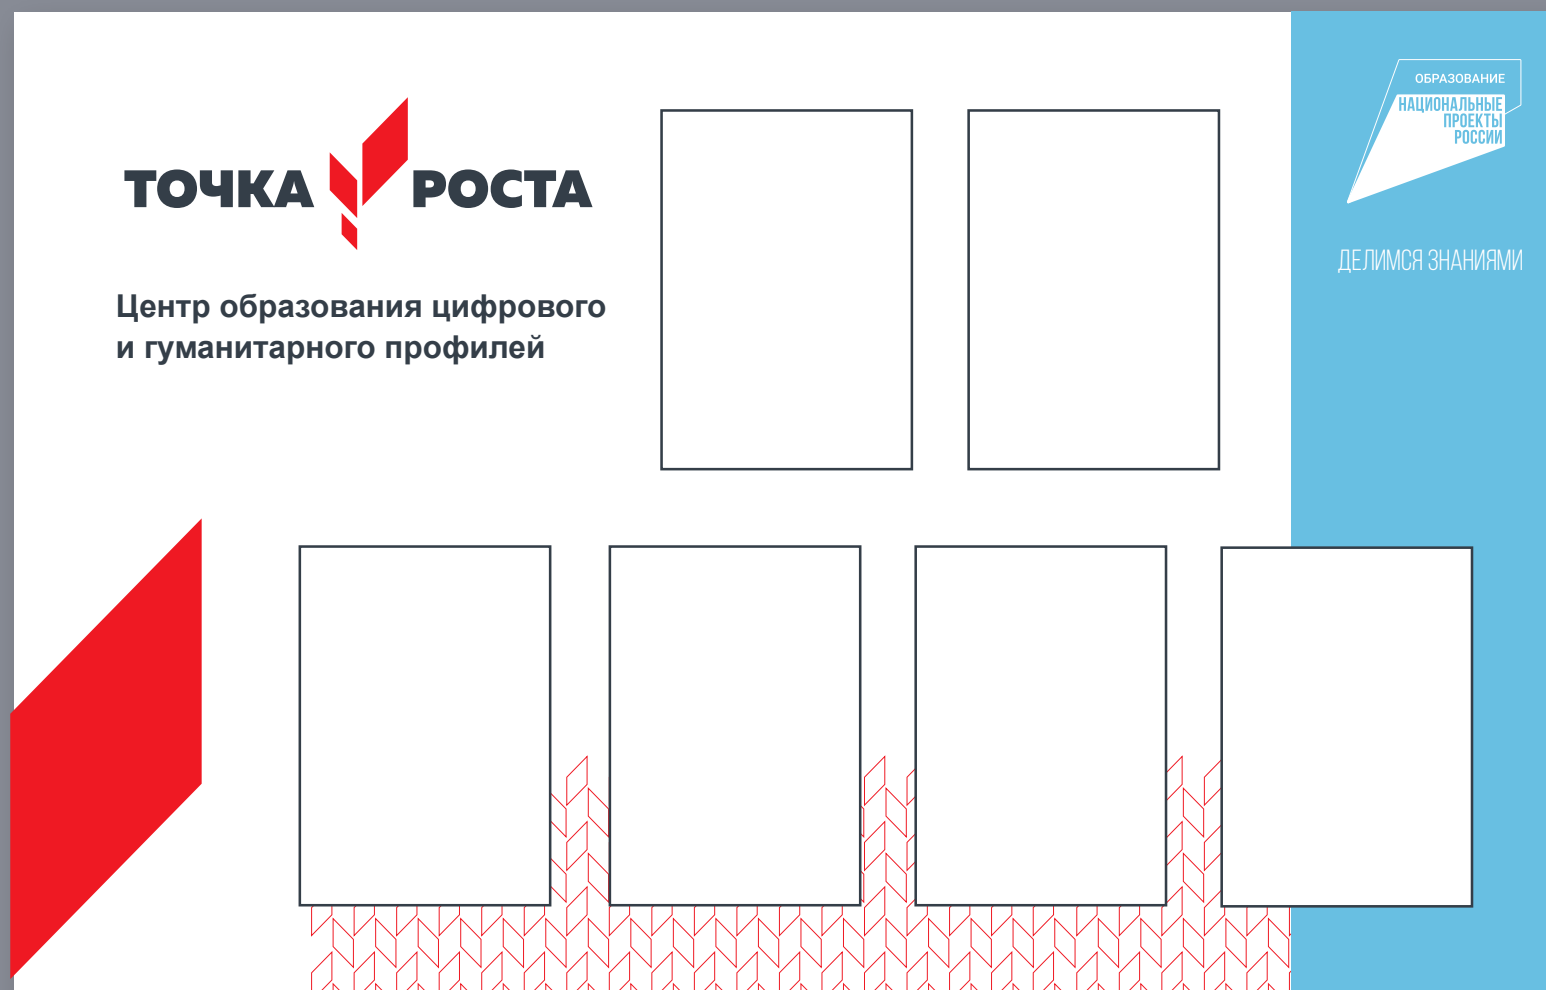 ТОЧКА РОСТА
Центр образования цифрового
и гуманитарного профилей
ОБРАЗОВАНИЕ
НАЦИОНАЛЬНЫЕ
ПРОЕКТЫ
РОССИИ
ДЕЛИМСЯ ЗНАНИЯМИ